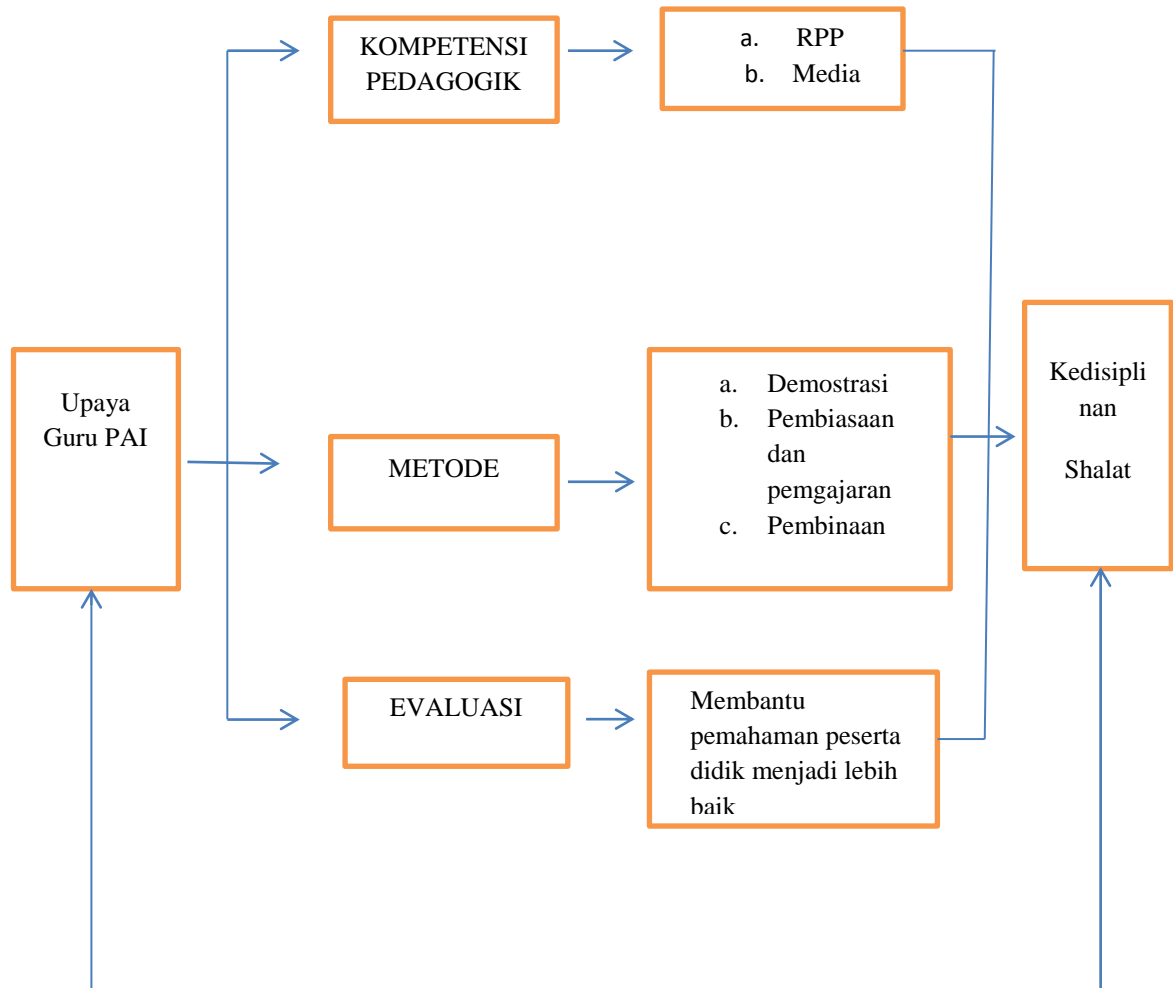 KOMPETENSI
PEDAGOGIK
a. RPP
b. Media
Upaya
Guru PAI
METODE
a. Demostrasi
b. Pembiasaan
dan
pemgajaran
c. Pembinaan
Kedisipli
nan
Shalat
EVALUASI
Membantu
pemahaman peserta
didik menjadi lebih
baik